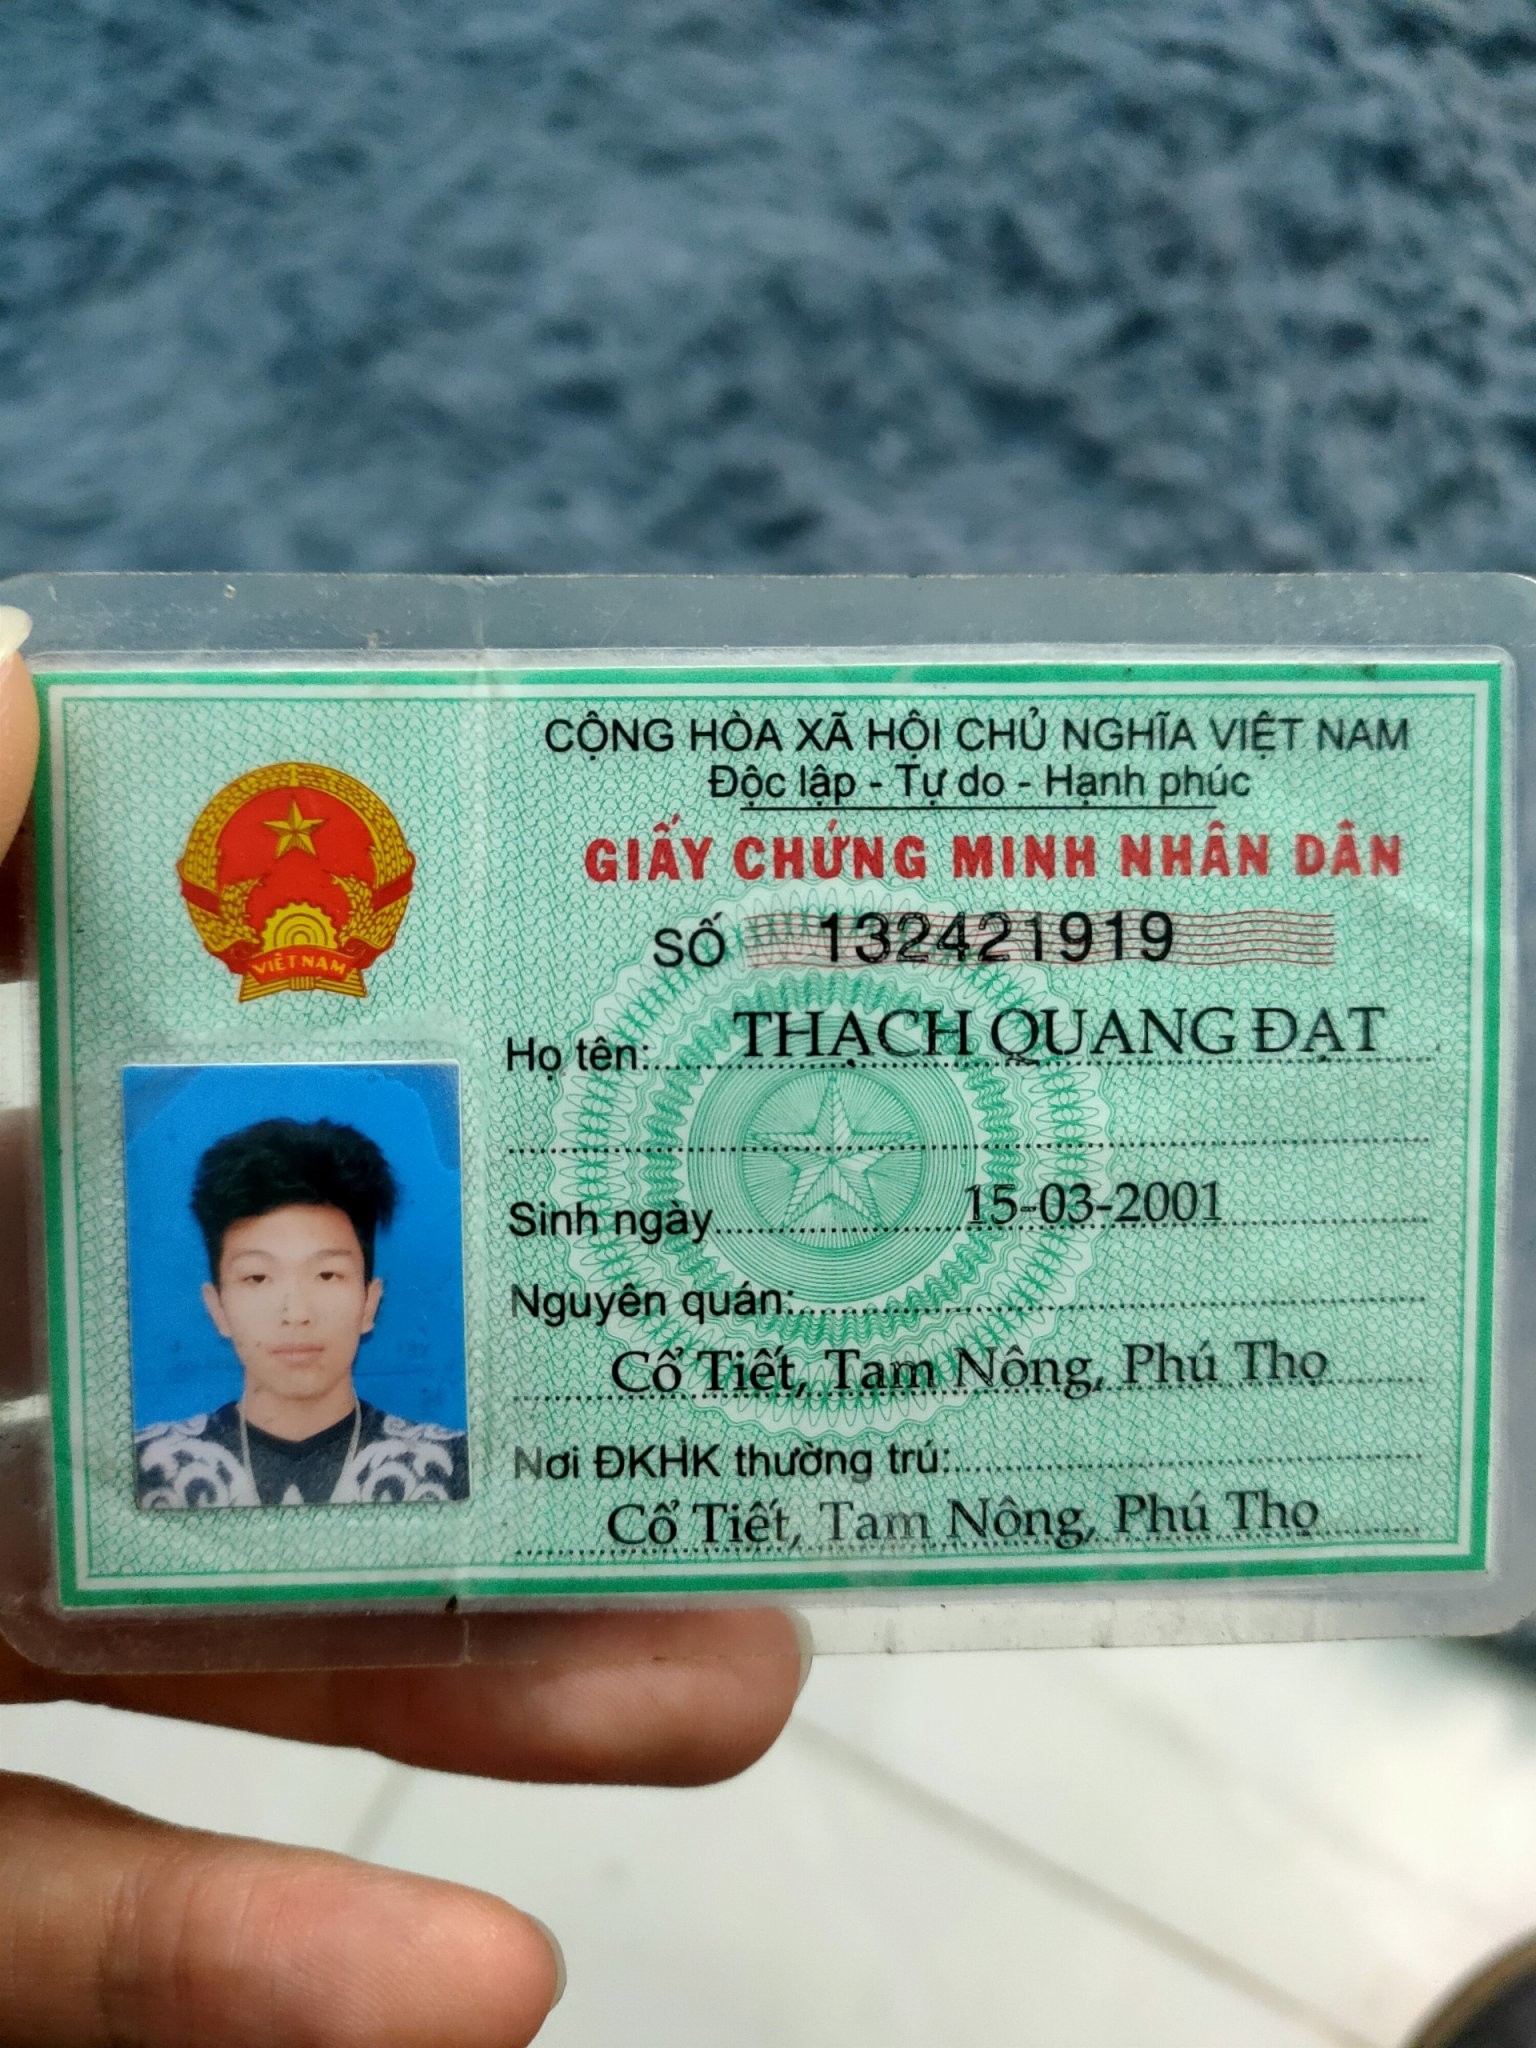 CỘNG HÒA XÃ HỘI CHỦ NGHĨA VIỆT NAM
Độc lập - Tự do - Hạnh phúc
GIẤY CHỨNG MINH NHÂN DÂN
SỐ 132421919
VIỆT NAM
Họ tên: THẠCH QUANG ĐẠT
Sinh ngày 15-03-2001
Nguyên quán:
Cổ Tiết, Tam Nông, Phú Thọ
Nơi ĐKHK thường trú:
Cổ Tiết, Tam Nông, Phú Thọ